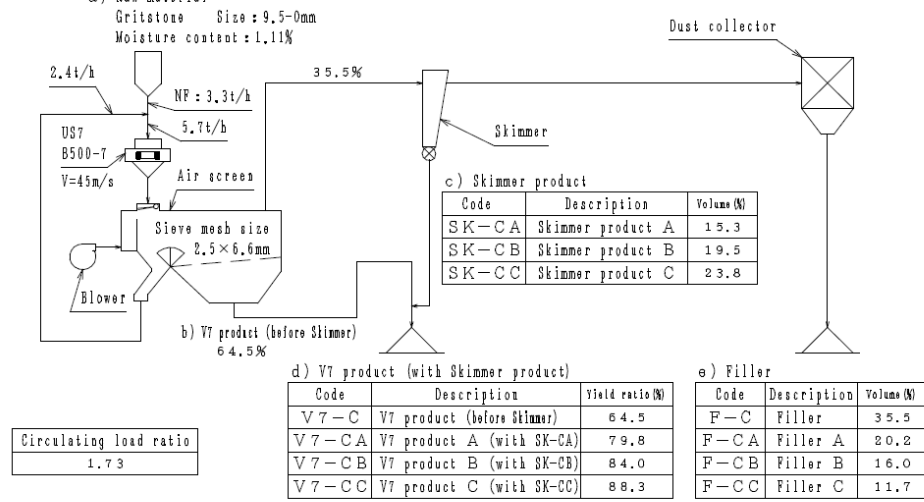 Gritstone Size : 9.5-0mm
Moisture content : 1.11%
Dust collector
2.4t/h
35.5%
NF : 3.3t/h
5.7t/h
US7
B500-7
V=45m/s
Skimmer
Air screen
Sieve mesh size
2.5×6.6mm
Blower
c) Skimmer product
Code Description Volume (%)
SK-CA Skimmer product A 15.3
SK-CB Skimmer product B 19.5
SK-CC Skimmer product C 23.8
b) V7 product (before Skimmer)
64.5%
d) V7 product (with Skimmer product)
Code Description Yield ratio (%)
V7-C V7 product (before Skimmer) 64.5
V7-CA V7 product A (with SK-CA) 79.8
V7-CB V7 product B (with SK-CB) 84.0
V7-CC V7 product C (with SK-CC) 88.3
e) Filler
Code Description Volume (%)
F-C Filler 35.5
F-CA Filler A 20.2
F-CB Filler B 16.0
F-CC Filler C 11.7
Circulating load ratio
1.73